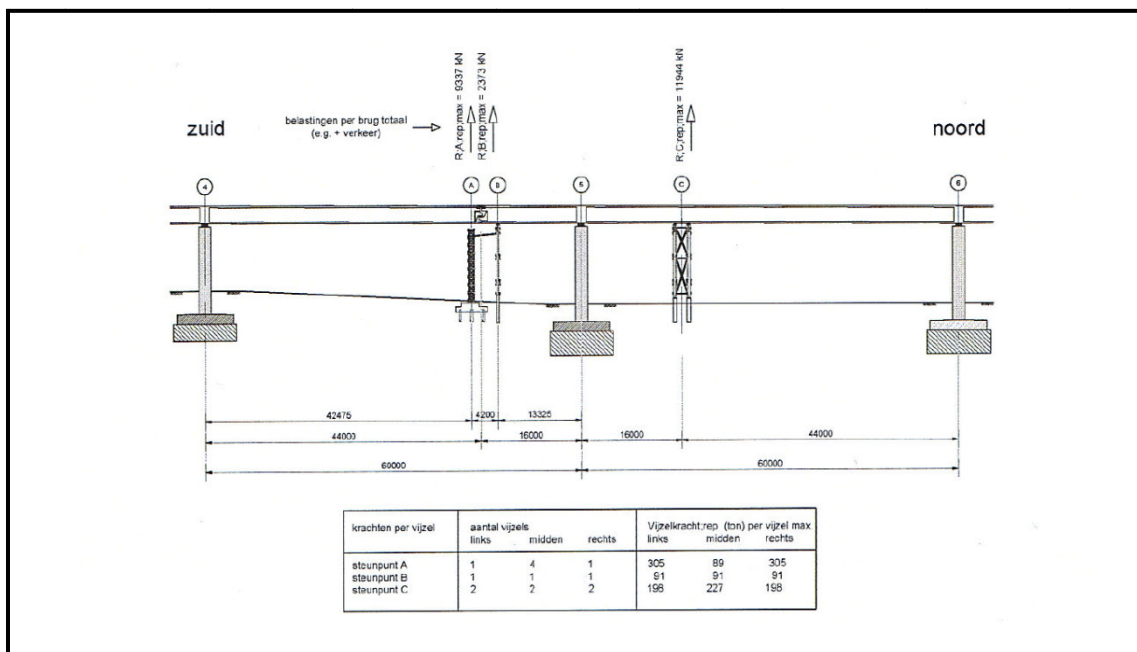 R;A;rep;max = 9337 kN
R;B;rep;max = 2373 kN
R;C;rep;max = 11944 kN
belastingen per brug totaal
(e.g. + verkeer)
zuid
noord
4
A
B
5
C
6
42475
4200
13325
44000
16000
16000
44000
60000
60000
krachten per vijzel aantal vijzels Vijzelkracht;rep (ton) per vijzel max
links midden rechts links midden rechts
steunpunt A 1 4 1 305 89 305
steunpunt B 1 1 1 91 91 91
steunpunt C 2 2 2 198 227 198